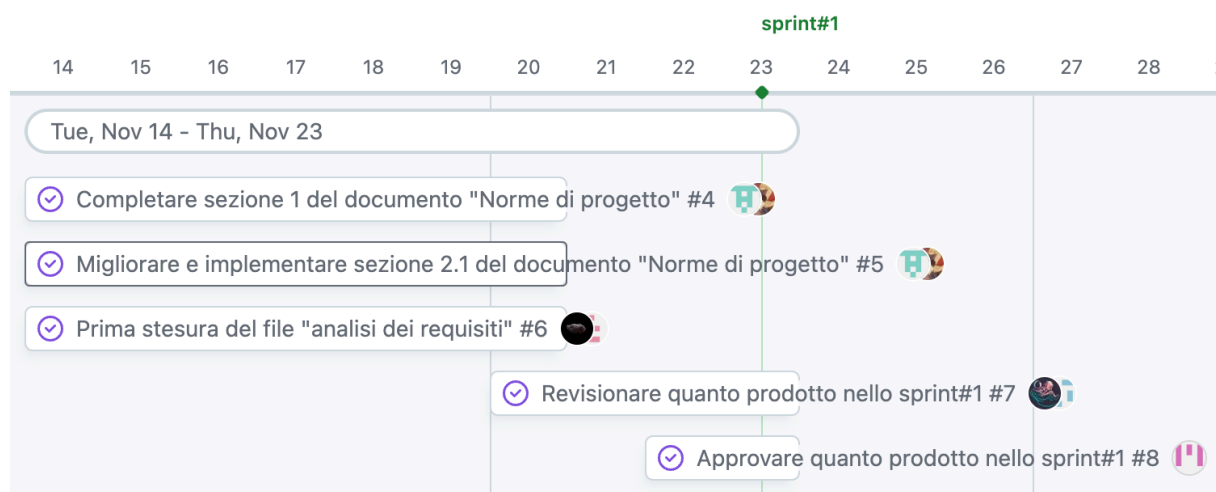 sprint#1
14 15 16 17 18 19 20 21 22 23 24 25 26 27 28
Tue, Nov 14 - Thu, Nov 23
Completare sezione 1 del documento "Norme di progetto" #4
Migliorare e implementare sezione 2.1 del documento "Norme di progetto" #5
Prima stesura del file "analisi dei requisiti" #6
Revisionare quanto prodotto nello sprint#1 #7
Approvare quanto prodotto nello sprint#1 #8